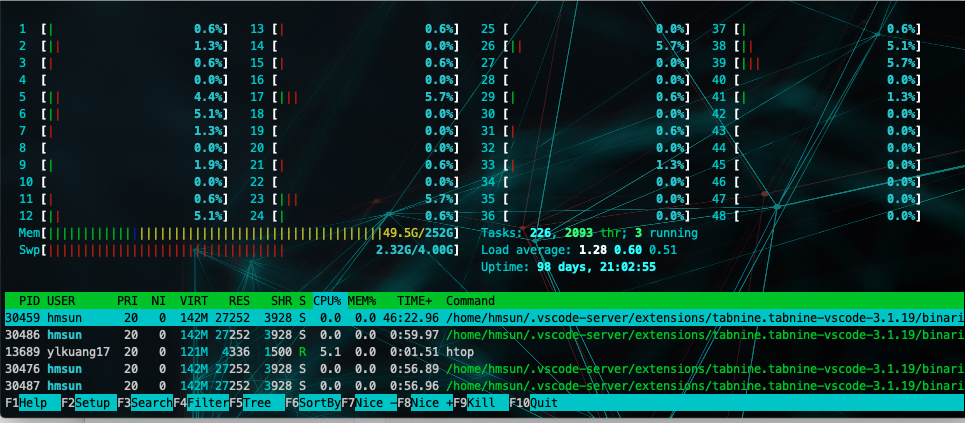 1 [| 0.6%] 13 [| 0.6%] 25 [ 0.0%] 37 [| 0.6%]
2 [|| 1.3%] 14 [ 0.0%] 26 [|| 5.7%] 38 [|| 5.1%]
3 [| 0.6%] 15 [| 0.6%] 27 [ 0.0%] 39 [||| 5.7%]
4 [ 0.0%] 16 [ 0.0%] 28 [ 0.0%] 40 [ 0.0%]
5 [|| 4.4%] 17 [||| 5.7%] 29 [| 0.6%] 41 [| 1.3%]
6 [|| 5.1%] 18 [ 0.0%] 30 [ 0.0%] 42 [ 0.0%]
7 [| 1.3%] 19 [ 0.0%] 31 [| 0.6%] 43 [ 0.0%]
8 [ 0.0%] 20 [ 0.0%] 32 [ 0.0%] 44 [ 0.0%]
9 [| 1.9%] 21 [| 0.6%] 33 [| 1.3%] 45 [ 0.0%]
10 [ 0.0%] 22 [ 0.0%] 34 [ 0.0%] 46 [ 0.0%]
11 [| 0.6%] 23 [||| 5.7%] 35 [ 0.0%] 47 [ 0.0%]
12 [|| 5.1%] 24 [| 0.6%] 36 [ 0.0%] 48 [ 0.0%]
Mem[||||||||||||||||||||||||||||||||||||||||||||49.5G/252G] Tasks: 226, 2093 thr; 3 running
Swp[|||||||||||||||||||||||||||||||| 2.32G/4.00G] Load average: 1.28 0.60 0.51
Uptime: 98 days, 21:02:55
PID USER PRI NI VIRT RES SHR S CPU% MEM% TIME+ Command
30459 hmsun 20 0 142M 27252 3928 S 0.0 0.0 46:22.96 /home/hmsun/.vscode-server/extensions/tabnine.tabnine-vscode-3.1.19/binari
30486 hmsun 20 0 142M 27252 3928 S 0.0 0.0 0:59.97 /home/hmsun/.vscode-server/extensions/tabnine.tabnine-vscode-3.1.19/binari
13689 ylkuang17 20 0 121M 4336 1500 R 5.1 0.0 0:01.51 htop
30476 hmsun 20 0 142M 27252 3928 S 0.0 0.0 0:56.89 /home/hmsun/.vscode-server/extensions/tabnine.tabnine-vscode-3.1.19/binari
30487 hmsun 20 0 142M 27252 3928 S 0.0 0.0 0:56.96 /home/hmsun/.vscode-server/extensions/tabnine.tabnine-vscode-3.1.19/binari
F1Help F2Setup F3SearchF4FilterF5Tree F6SortByF7Nice -F8Nice +F9Kill F10Quit